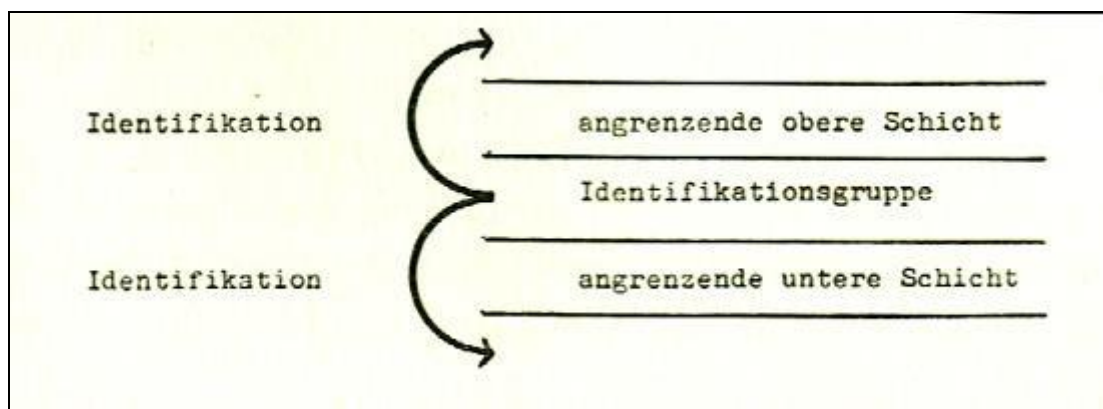 Identifikation angrenzende obere Schicht
Identifikationsgruppe
Identifikation angrenzende untere Schicht